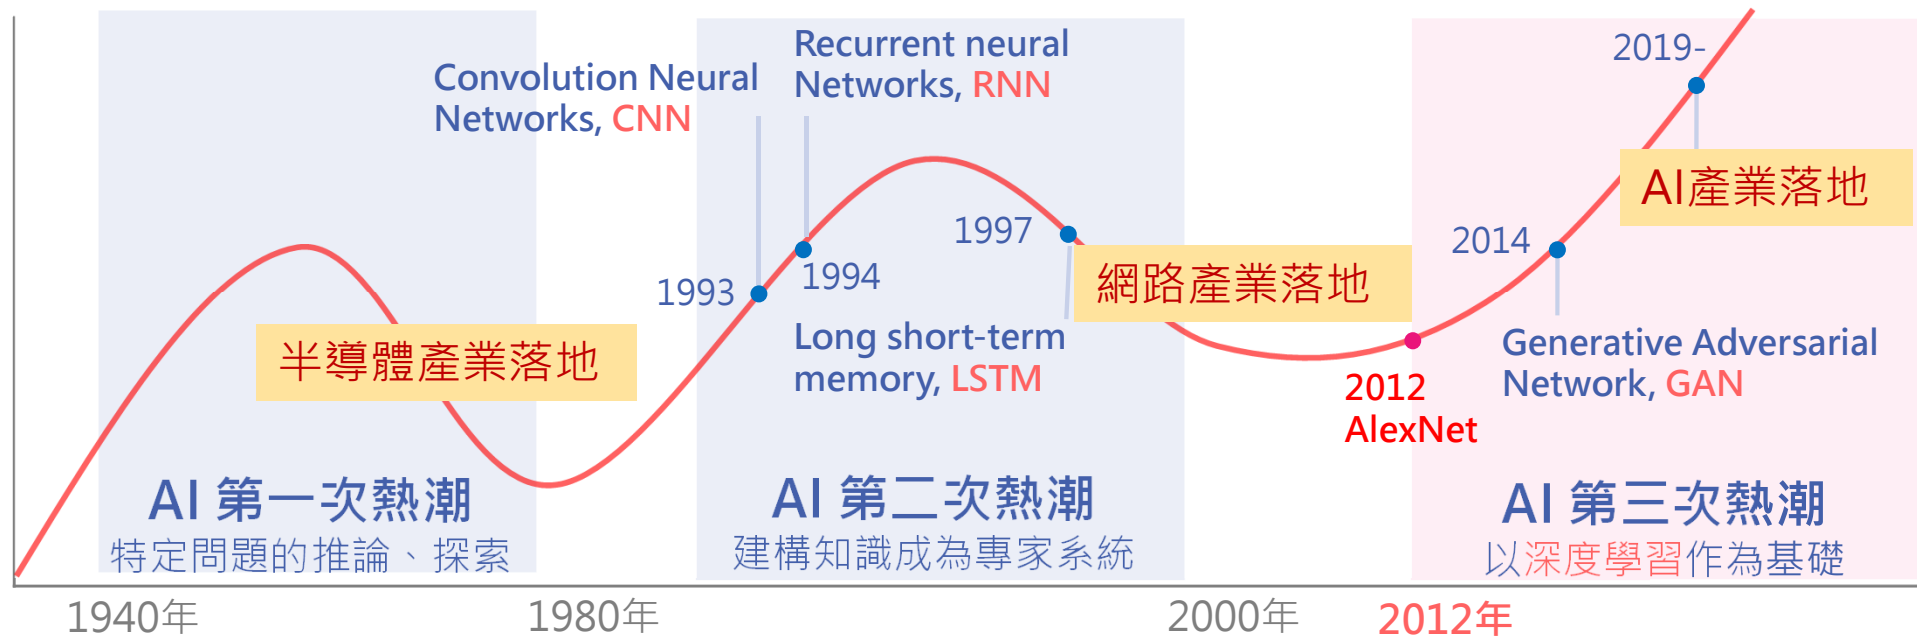 Convolution Neural
Networks, CNN
Recurrent neural
Networks, RNN
2019-
AI產業落地
1997
2014
1993
1994
網路產業落地
半導體產業落地
Long short-term
memory, LSTM
2012
AlexNet
Generative Adversarial
Network, GAN
AI 第一次熱潮
特定問題的推論、探索
AI 第二次熱潮
建構知識成為專家系統
AI 第三次熱潮
以深度學習作為基礎
1940年
1980年
2000年
2012年